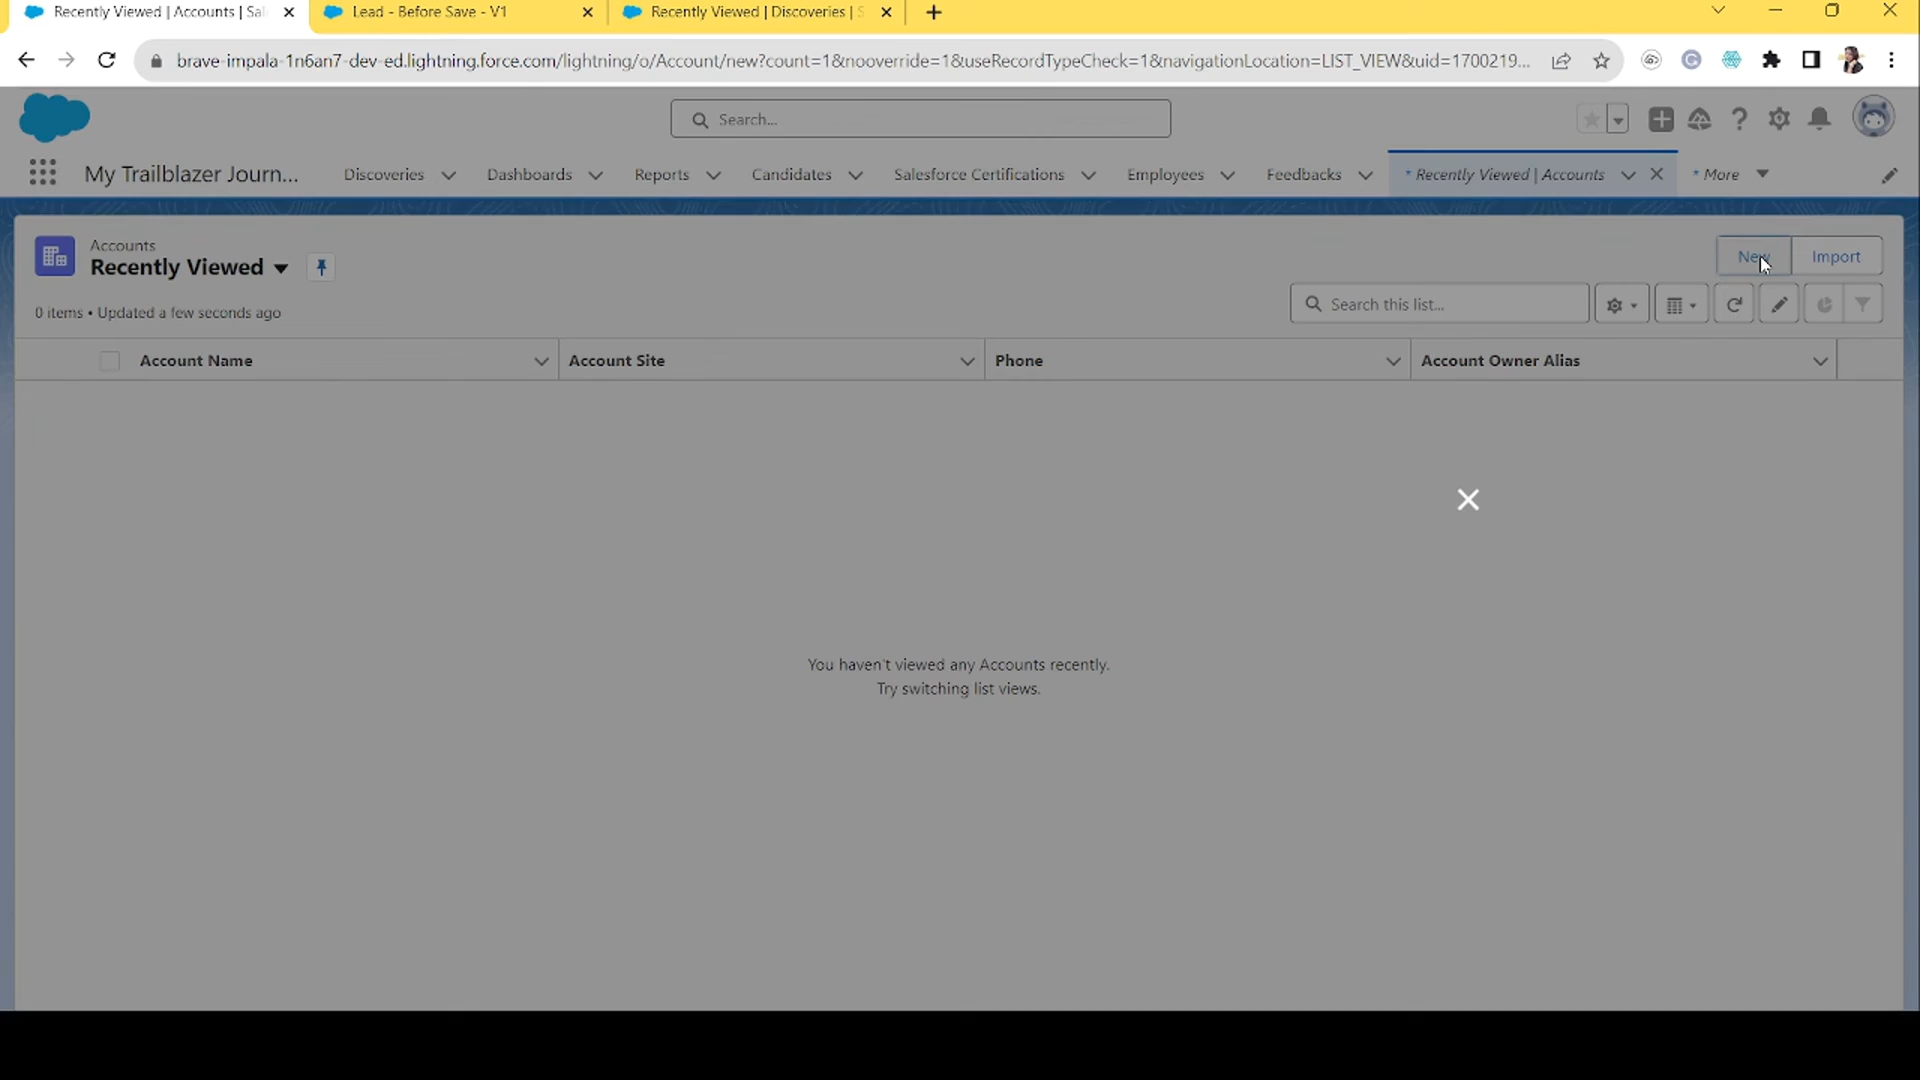 Recently Viewed | Accounts | Sal
Lead - Before Save - V1
Recently Viewed | Discoveries | S
brave-impala-1n6an7-dev-ed.lightning.force.com/lightning/o/Account/new?count=1&nooverride=1&useRecordTypeCheck=1&navigationLocation=LIST_VIEW&uid=1700219...
Search...
My Trailblazer Journ...
Discoveries
Dashboards
Reports
Candidates
Salesforce Certifications
Employees
Feedbacks
* Recently Viewed | Accounts
* More
Accounts
Recently Viewed
New
Import
0 items • Updated a few seconds ago
Search this list...
Account Name
Account Site
Phone
Account Owner Alias
You haven't viewed any Accounts recently.
Try switching list views.